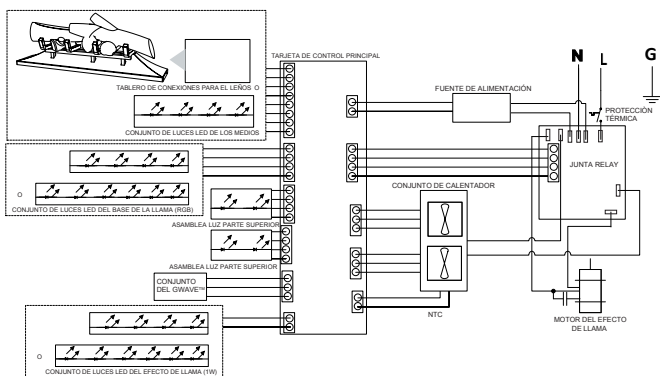 TARJETA DE CONTROL PRINCIPAL
TABLERO DE CONEXIONES PARA EL LEÑOS O
CONJUNTO DE LUCES LED DE LOS MEDIOS
O
CONJUNTO DE LUCES LED DEL BASE DE LA LLAMA (RGB)
ASAMBLEA LUZ PARTE SUPERIOR
ASAMBLEA LUZ PARTE SUPERIOR
CONJUNTO
DEL GWAVE™
O
CONJUNTO DE LUCES LED DEL EFECTO DE LLAMA (1W)
FUENTE DE ALIMENTACIÓN
N
L
G
PROTECCIÓN
TÉRMICA
JUNTA RELAY
CONJUNTO DE CALENTADOR
NTC
MOTOR DEL EFECTO
DE LLAMA